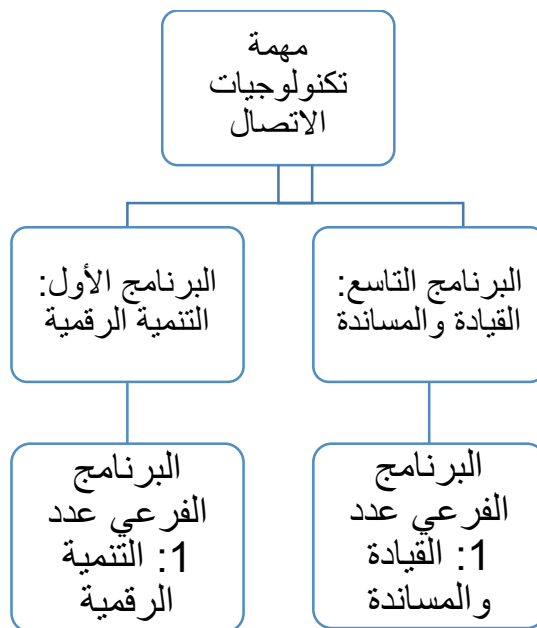 مهمة
تكنولوجيات
الاتصال
البرنامج التاسع:
القيادة والمساندة
البرنامج الأول:
التنمية الرقمية
البرنامج
الفرعي عدد
1: القيادة
والمساندة
البرنامج
الفرعي عدد
1: التنمية
الرقمية